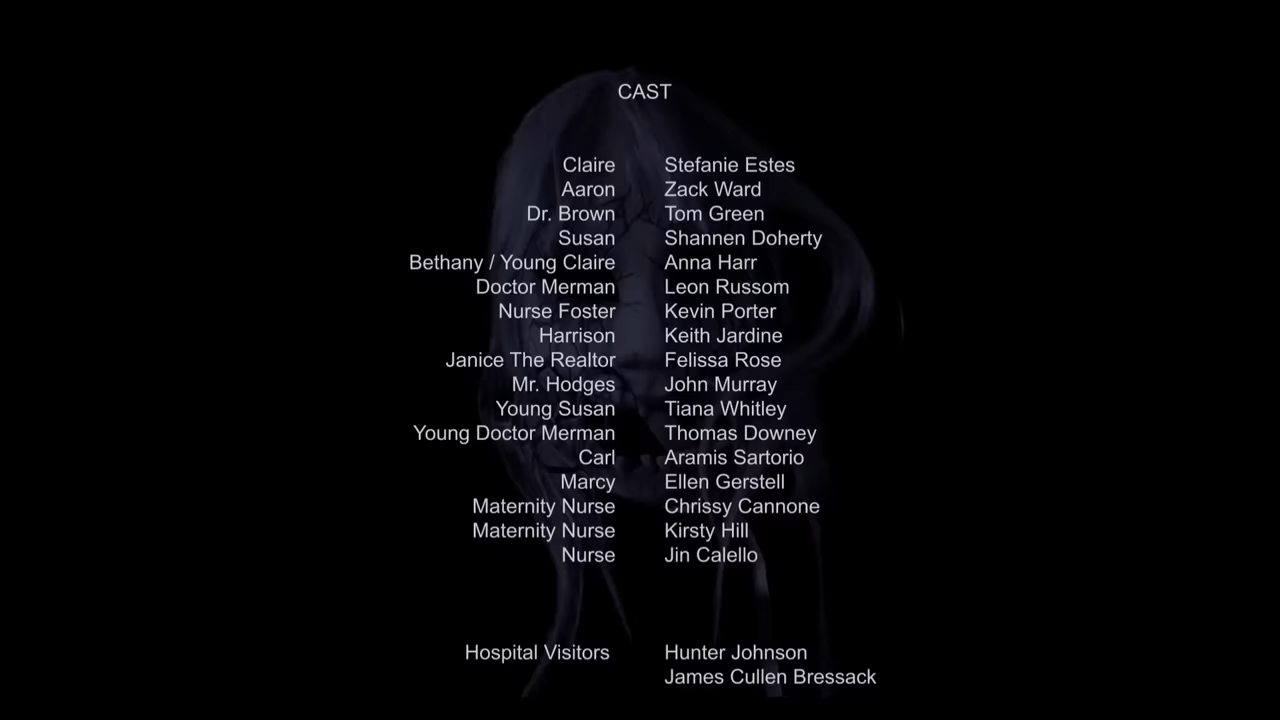 CAST
Claire Stefanie Estes
Aaron Zack Ward
Dr. Brown Tom Green
Susan Shannen Doherty
Bethany / Young Claire Anna Harr
Doctor Merman Leon Russom
Nurse Foster Kevin Porter
Harrison Keith Jardine
Janice The Realtor Felissa Rose
Mr. Hodges John Murray
Young Susan Tiana Whitley
Young Doctor Merman Thomas Downey
Carl Aramis Sartorio
Marcy Ellen Gerstell
Maternity Nurse Chrissy Cannone
Maternity Nurse Kirsty Hill
Nurse Jin Calello
Hospital Visitors Hunter Johnson
James Cullen Bressack